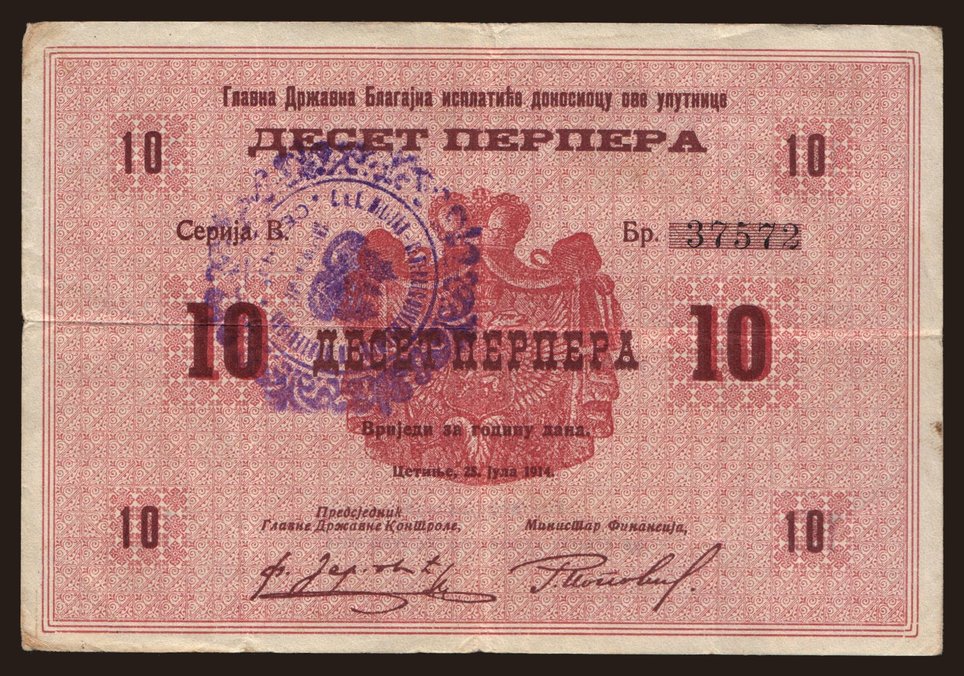 Главна Државна Благајна исплатиће доносиоцу ове упутнице
10 ДЕСЕТ ПЕРПЕРА 10
Серија В. Бр. 37572
10 ДЕСЕТ ПЕРПЕРА 10
Вриједи за годину дана.
Цетиње, 25. Јула 1914.
Предсједник
Главне Државне Контроле, Министар Финансија,
10 10